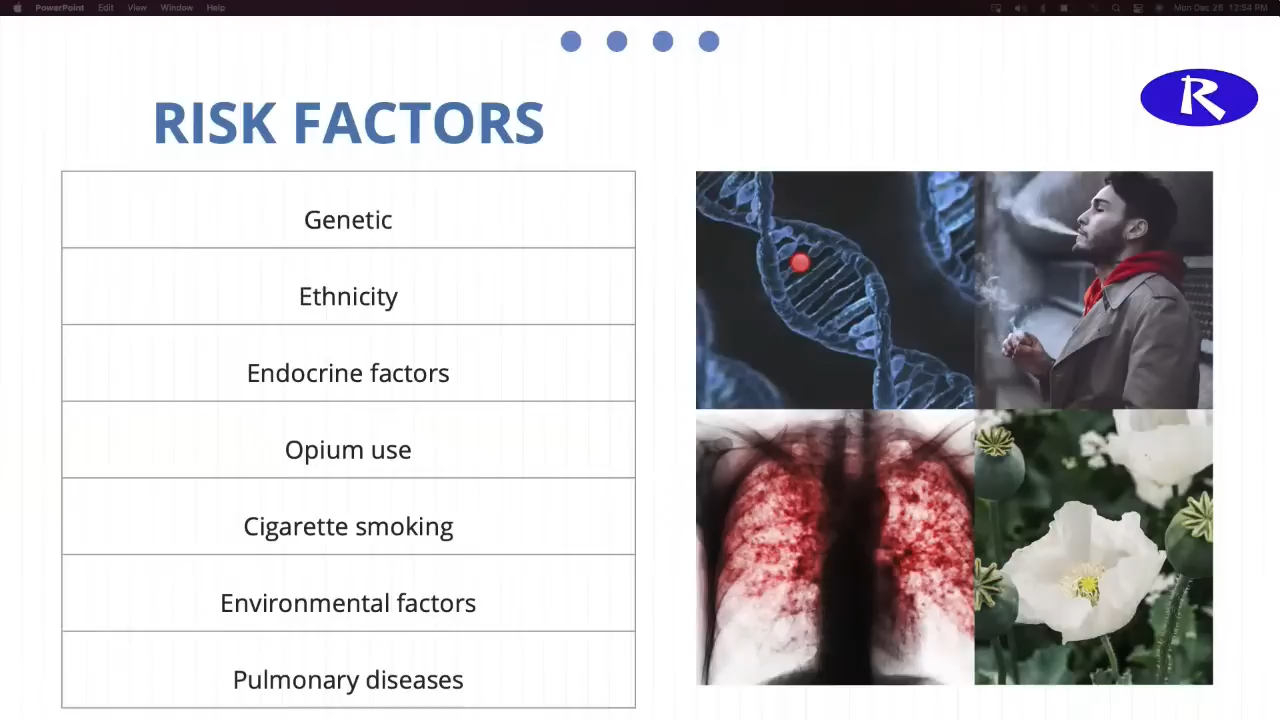 PowerPoint Edit View Window Help
Mon Dec 28 12:54 PM
RISK FACTORS
R
Genetic
Ethnicity
Endocrine factors
Opium use
Cigarette smoking
Environmental factors
Pulmonary diseases